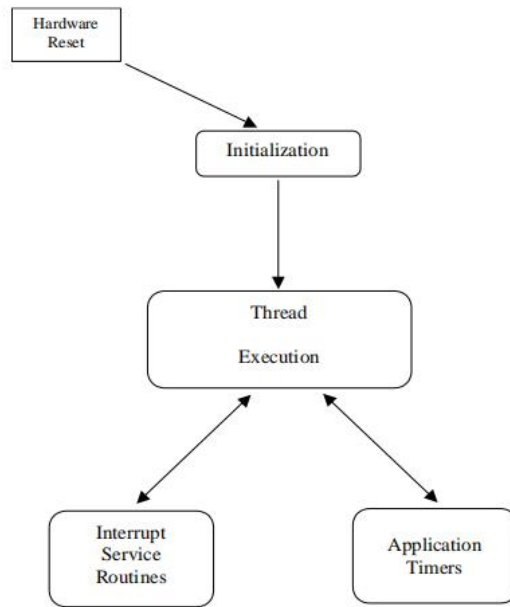 Hardware
Reset
Initialization
Thread
Execution
Interrupt
Service
Routines
Application
Timers